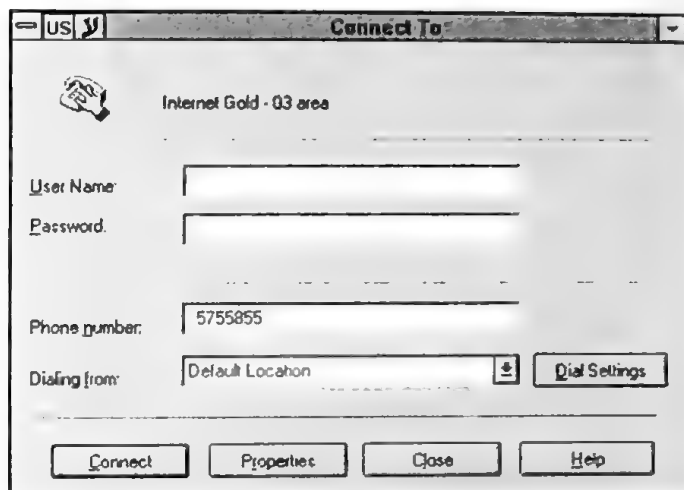 US ע Connect To
Internet Gold - 03 area
User Name:
Password:
Phone number: 5755855
Dialing from: Default Location Dial Settings
Connect Properties Close Help